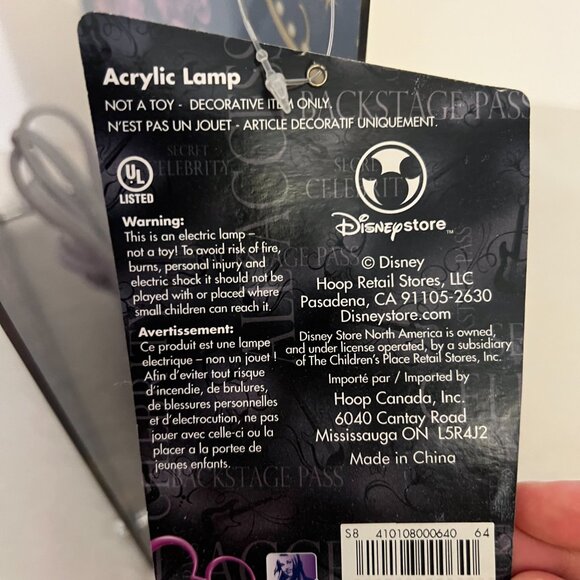 Acrylic Lamp
NOT A TOY - DECORATIVE ITEM ONLY.
N'EST PAS UN JOUET - ARTICLE DECORATIF UNIQUEMENT.
BACKSTAGE PASS
SECRET
CELEBRITY
SECRET
CELEBRITY
UL
LISTED
Warning:
This is an electric lamp –
not a toy! To avoid risk of fire,
burns, personal injury and
electric shock it should not be
played with or placed where
small children can reach it.
Avertissement:
Ce produit est une lampe
electrique – non un jouet !
Afin d'eviter tout risque
d'incendie, de brulures,
de blessures personnelles
et d'electrocution, ne pas
jouer avec celle-ci ou la
placer a la portee de
jeunes enfants.
Disneystore™
© Disney
Hoop Retail Stores, LLC
Pasadena, CA 91105-2630
Disneystore.com
Disney Store North America is owned,
and under license operated, by a subsidiary
of The Children's Place Retail Stores, Inc.
Importé par / Imported by
Hoop Canada, Inc.
6040 Cantay Road
Mississauga ON L5R4J2
Made in China
BACKSTAGE PASS
S8 410108000640 64